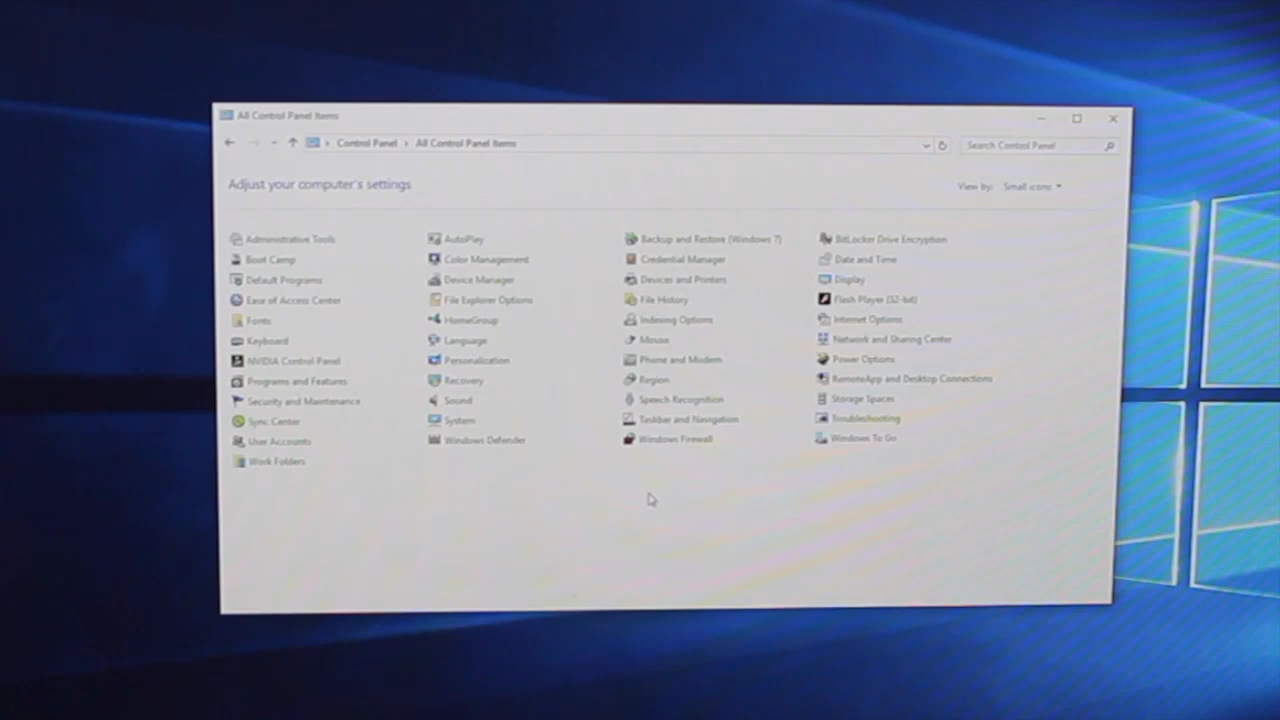 All Control Panel Items
Control Panel › All Control Panel Items
Search Control Panel
Adjust your computer's settings
View by: Small icons
Administrative Tools
AutoPlay
Backup and Restore (Windows 7)
BitLocker Drive Encryption
Boot Camp
Color Management
Credential Manager
Date and Time
Default Programs
Device Manager
Devices and Printers
Display
Ease of Access Center
File Explorer Options
File History
Flash Player (32-bit)
Fonts
HomeGroup
Indexing Options
Internet Options
Keyboard
Language
Mouse
Network and Sharing Center
NVIDIA Control Panel
Personalization
Phone and Modem
Power Options
Programs and Features
Recovery
Region
RemoteApp and Desktop Connections
Security and Maintenance
Sound
Speech Recognition
Storage Spaces
Sync Center
System
Taskbar and Navigation
Troubleshooting
User Accounts
Windows Defender
Windows Firewall
Windows To Go
Work Folders